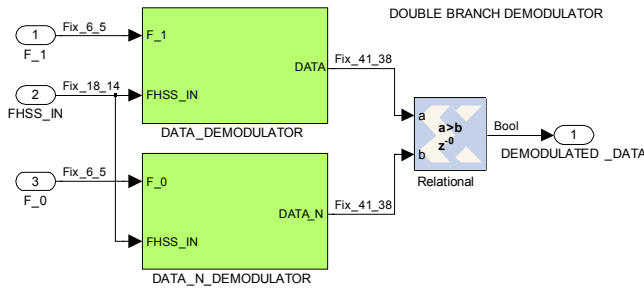 DOUBLE BRANCH DEMODULATOR
1
Fix_6_5
F_1
F_1
DATA
Fix_41_38
2
Fix_18_14
FHSS_IN
FHSS_IN
DATA_DEMODULATOR
a
a>b
z-0
b
Relational
Bool
1
DEMODULATED _DATA
3
Fix_6_5
F_0
F_0
DATA_N
Fix_41_38
FHSS_IN
DATA_N_DEMODULATOR